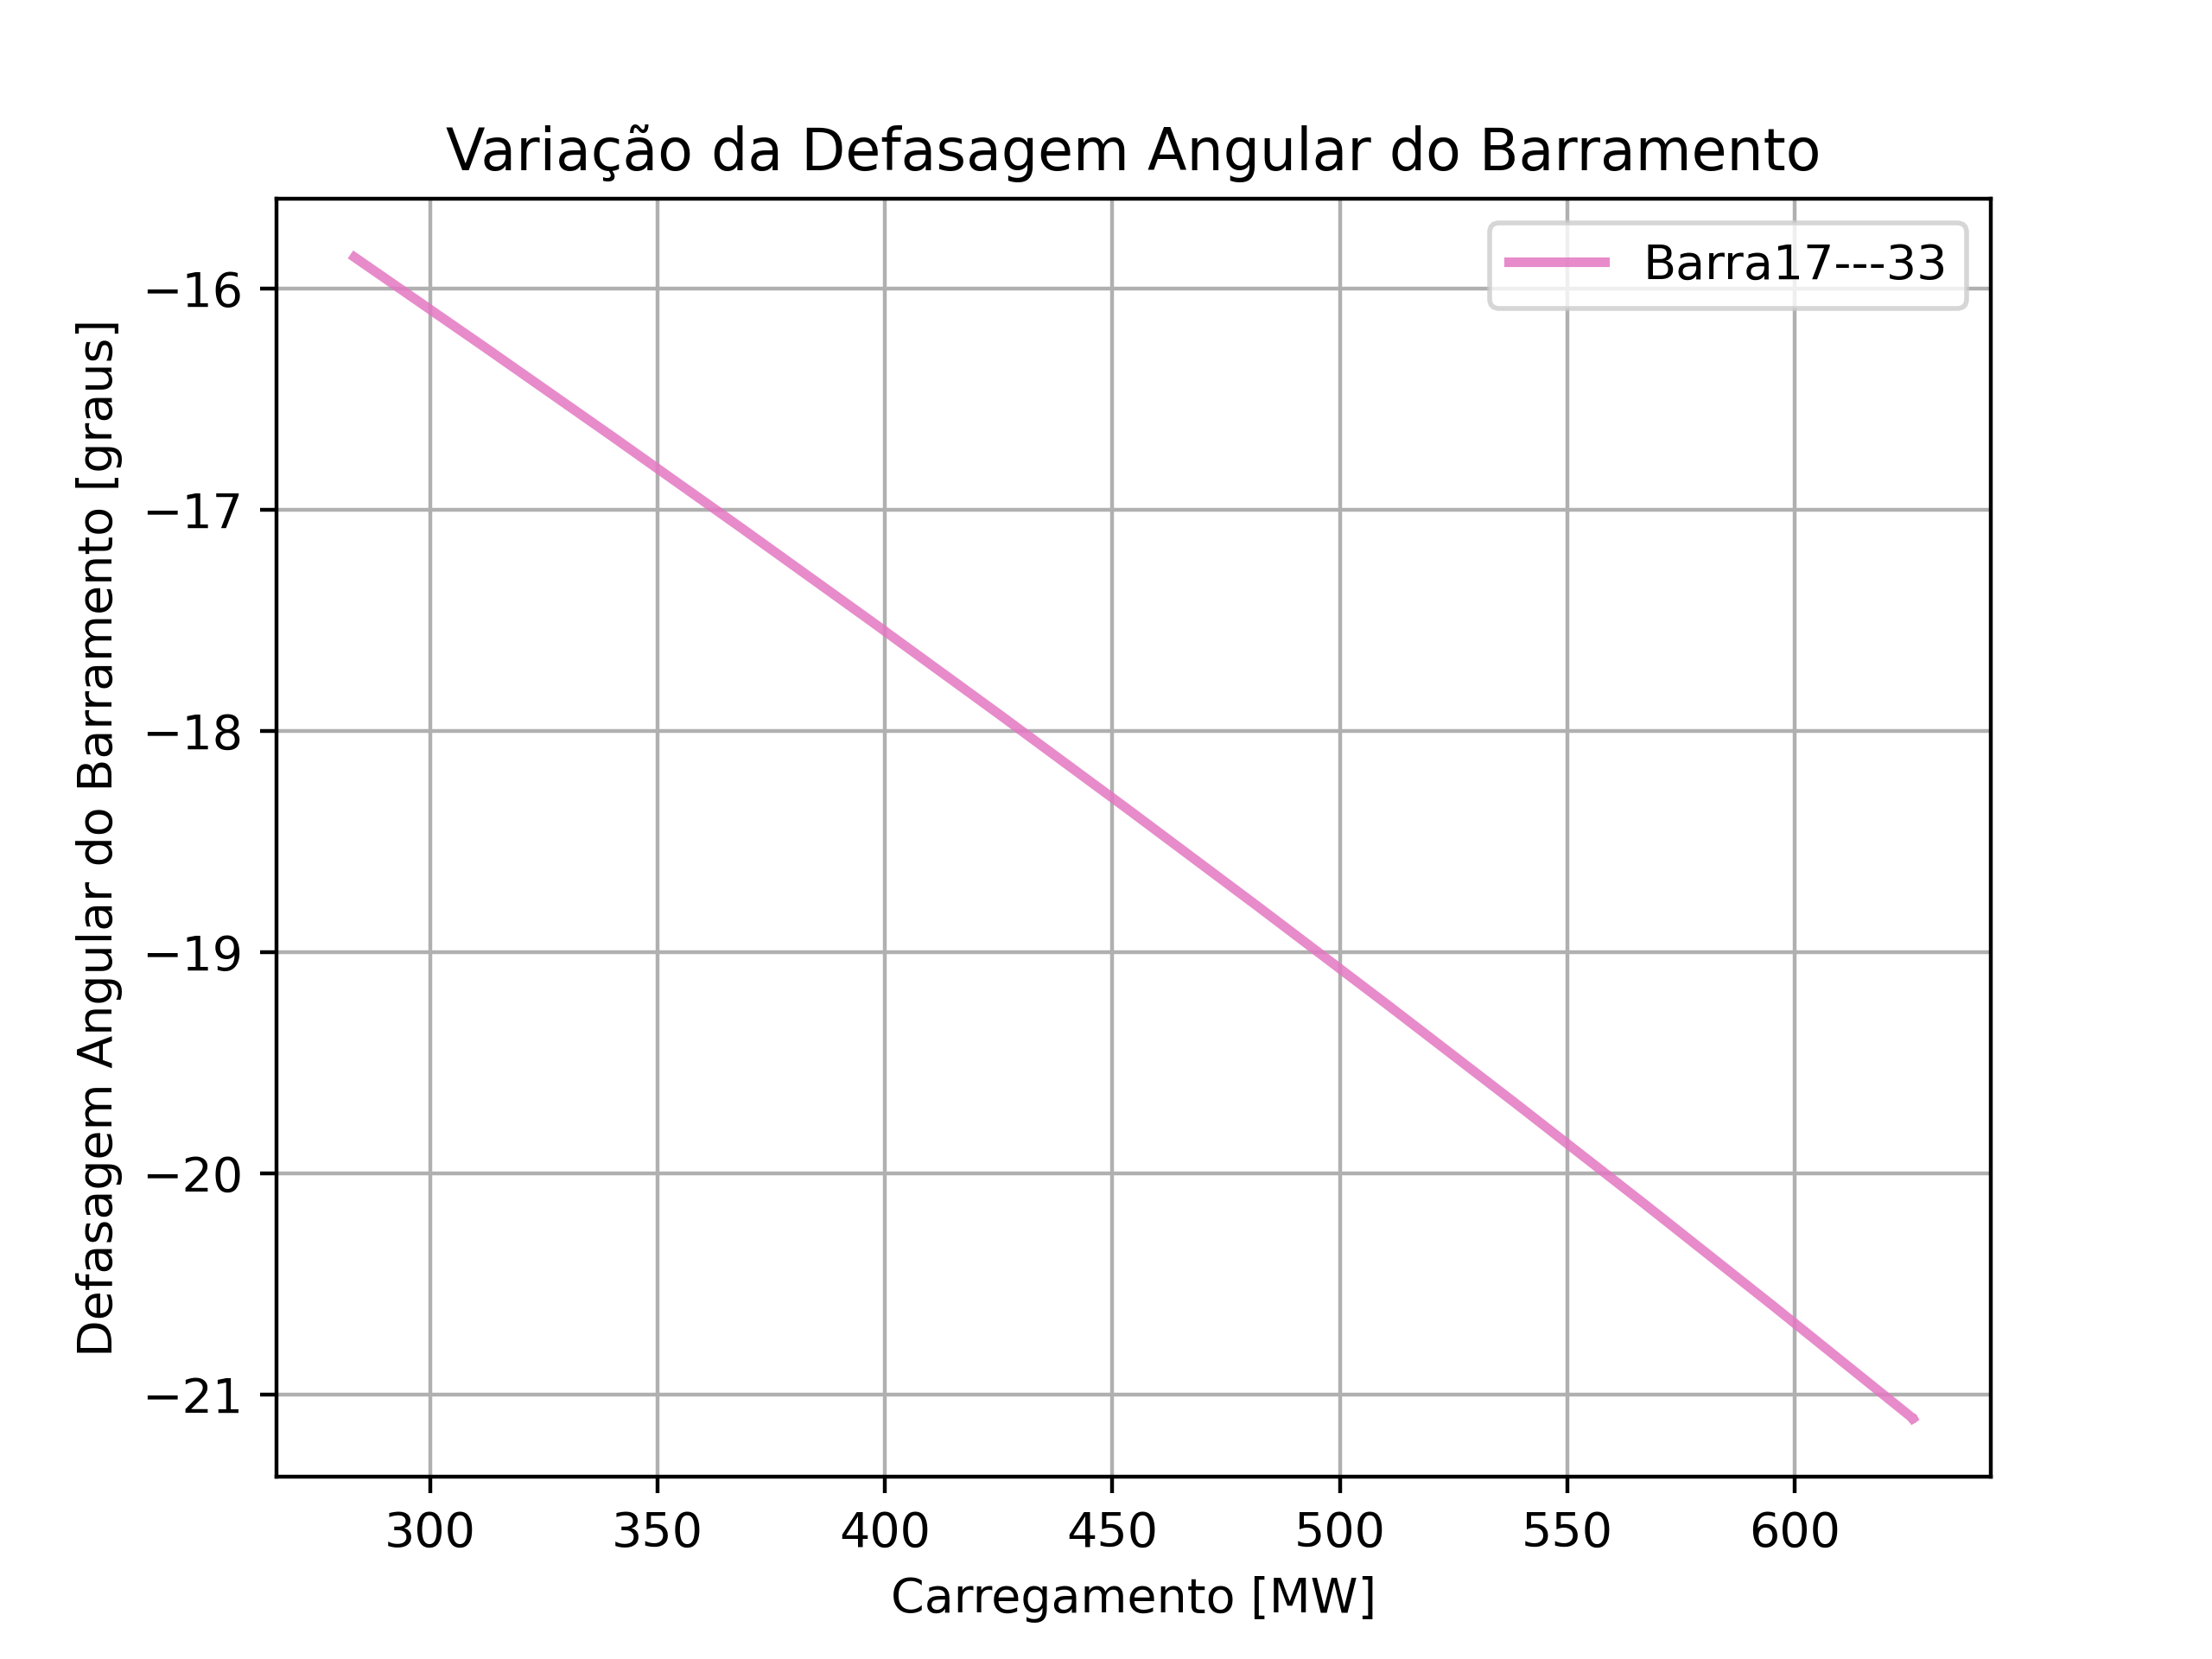 Variação da Defasagem Angular do Barramento
Barra17---33
Defasagem Angular do Barramento [graus]
−16
−17
−18
−19
−20
−21
300 350 400 450 500 550 600
Carregamento [MW]